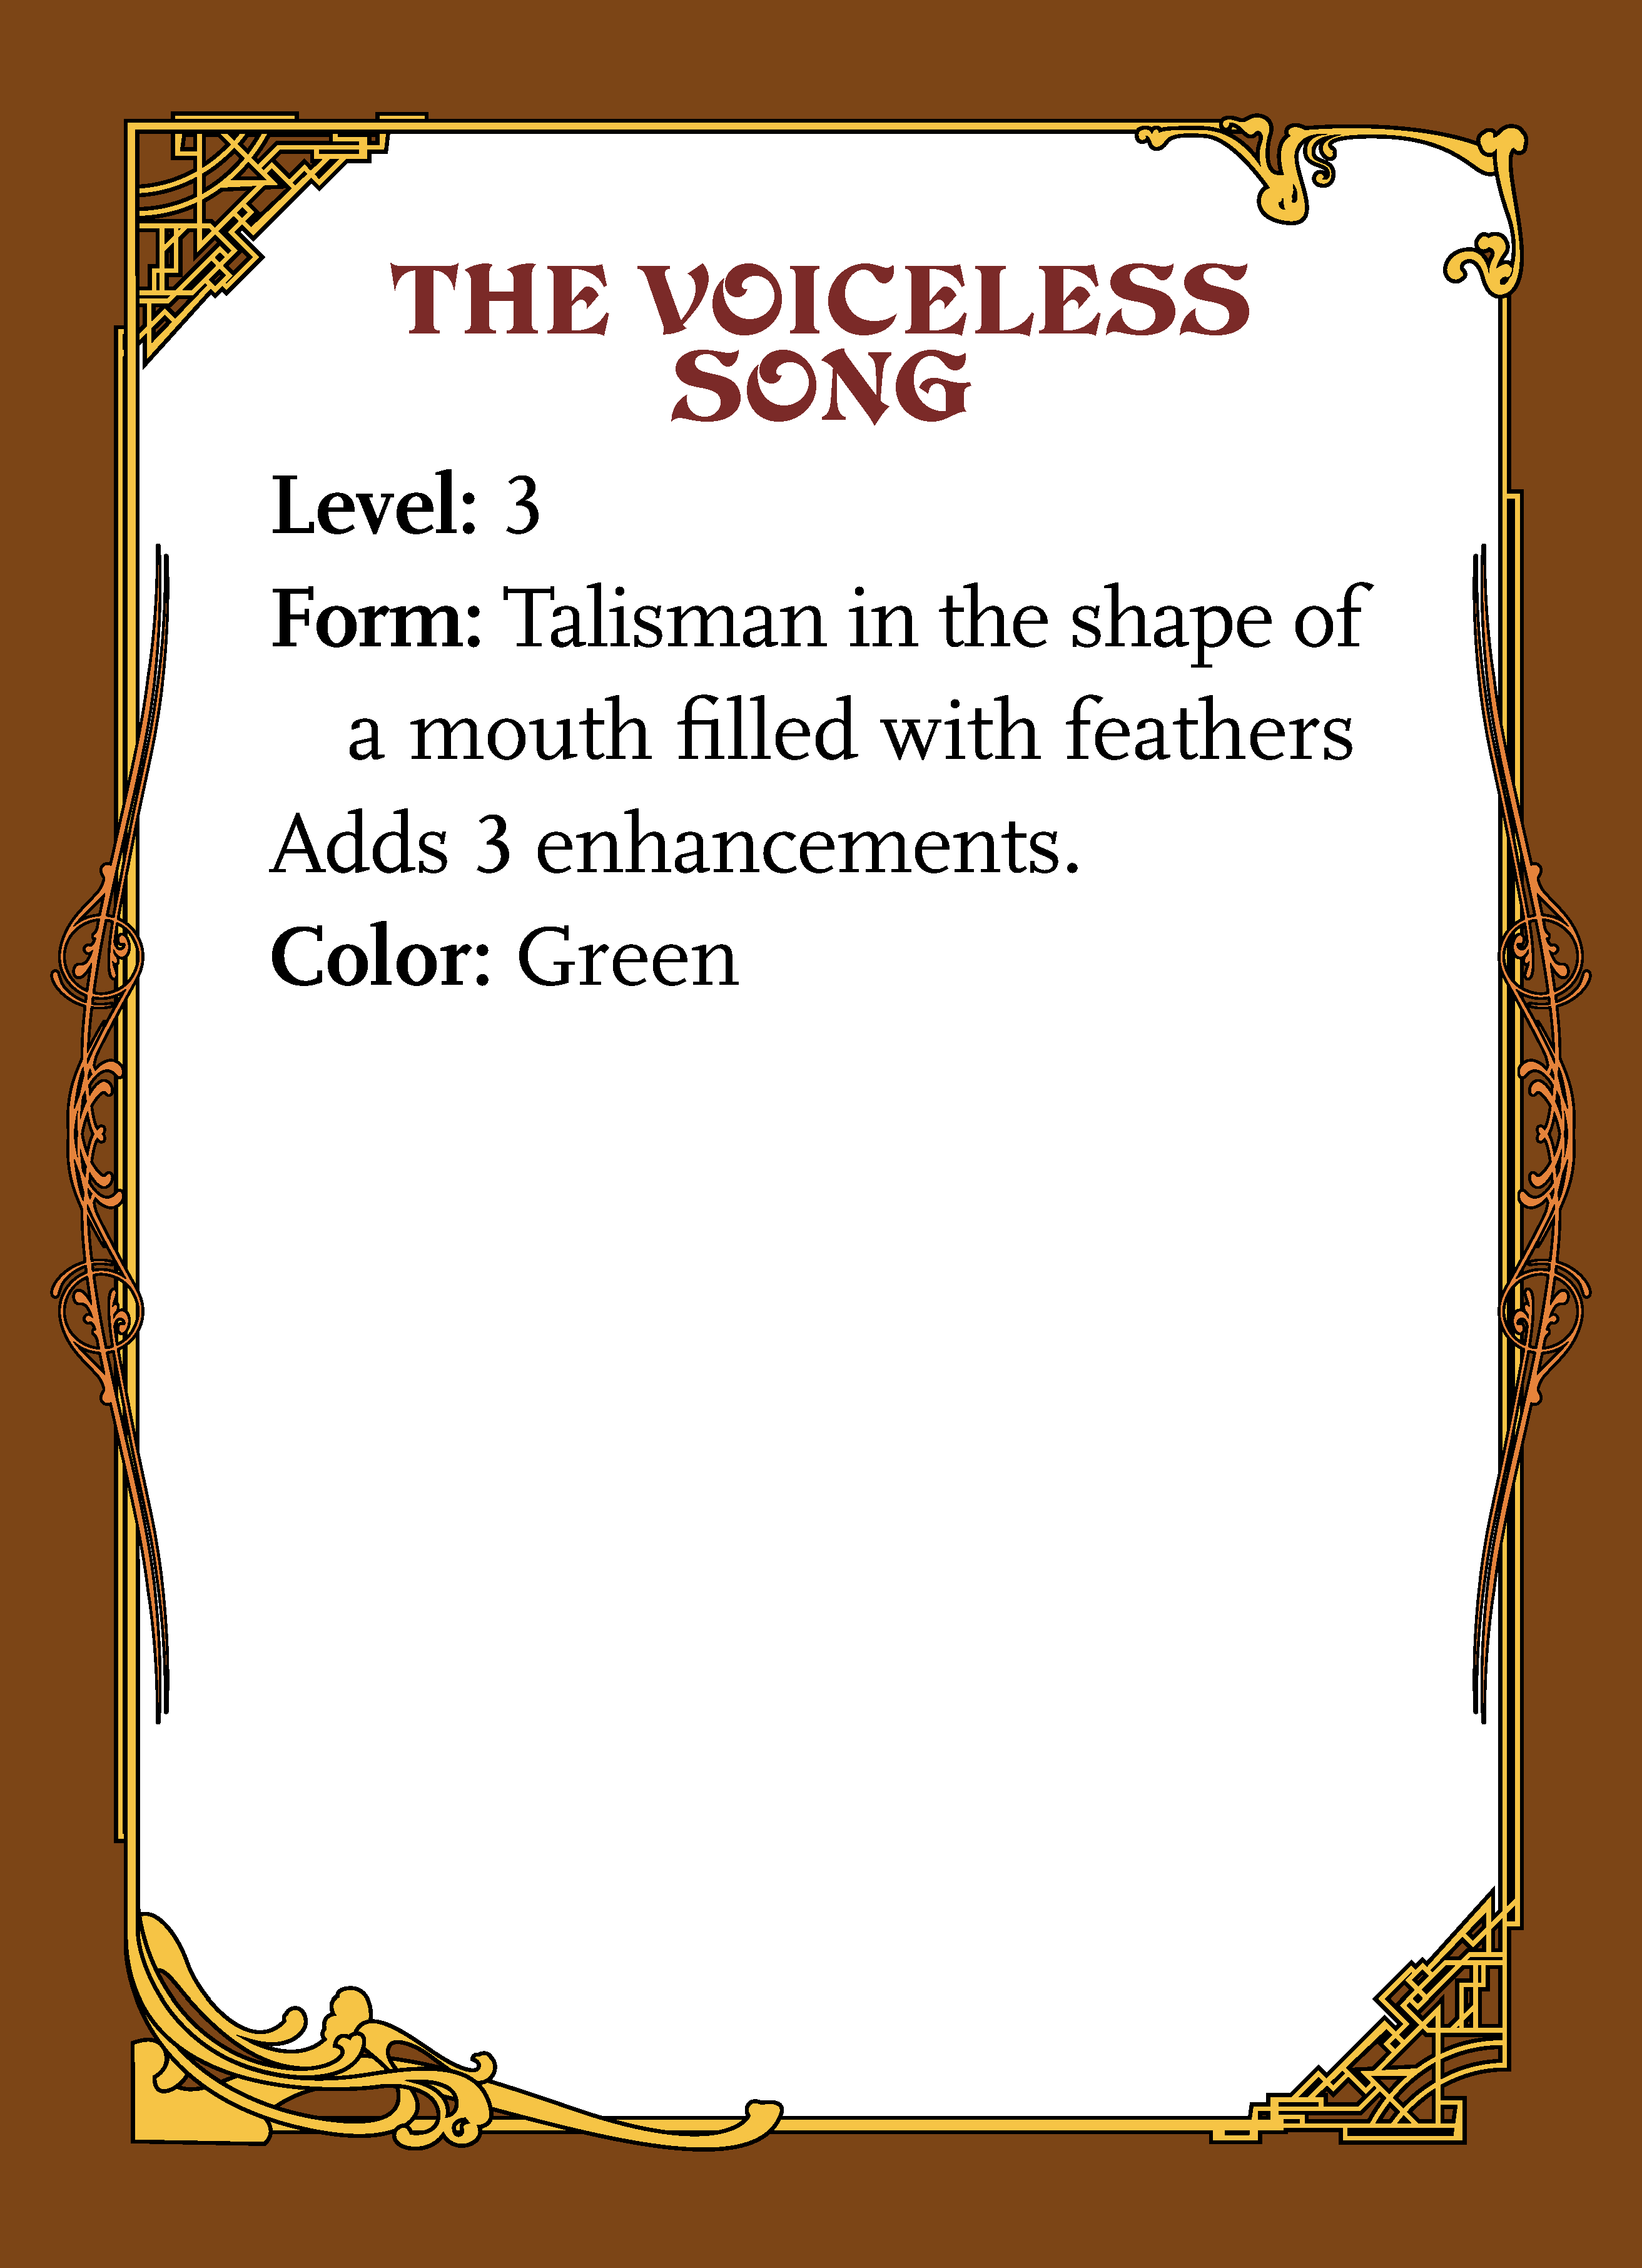 THE VOICELESS
SONG
Level: 3
Form: Talisman in the shape of
a mouth filled with feathers
Adds 3 enhancements.
Color: Green